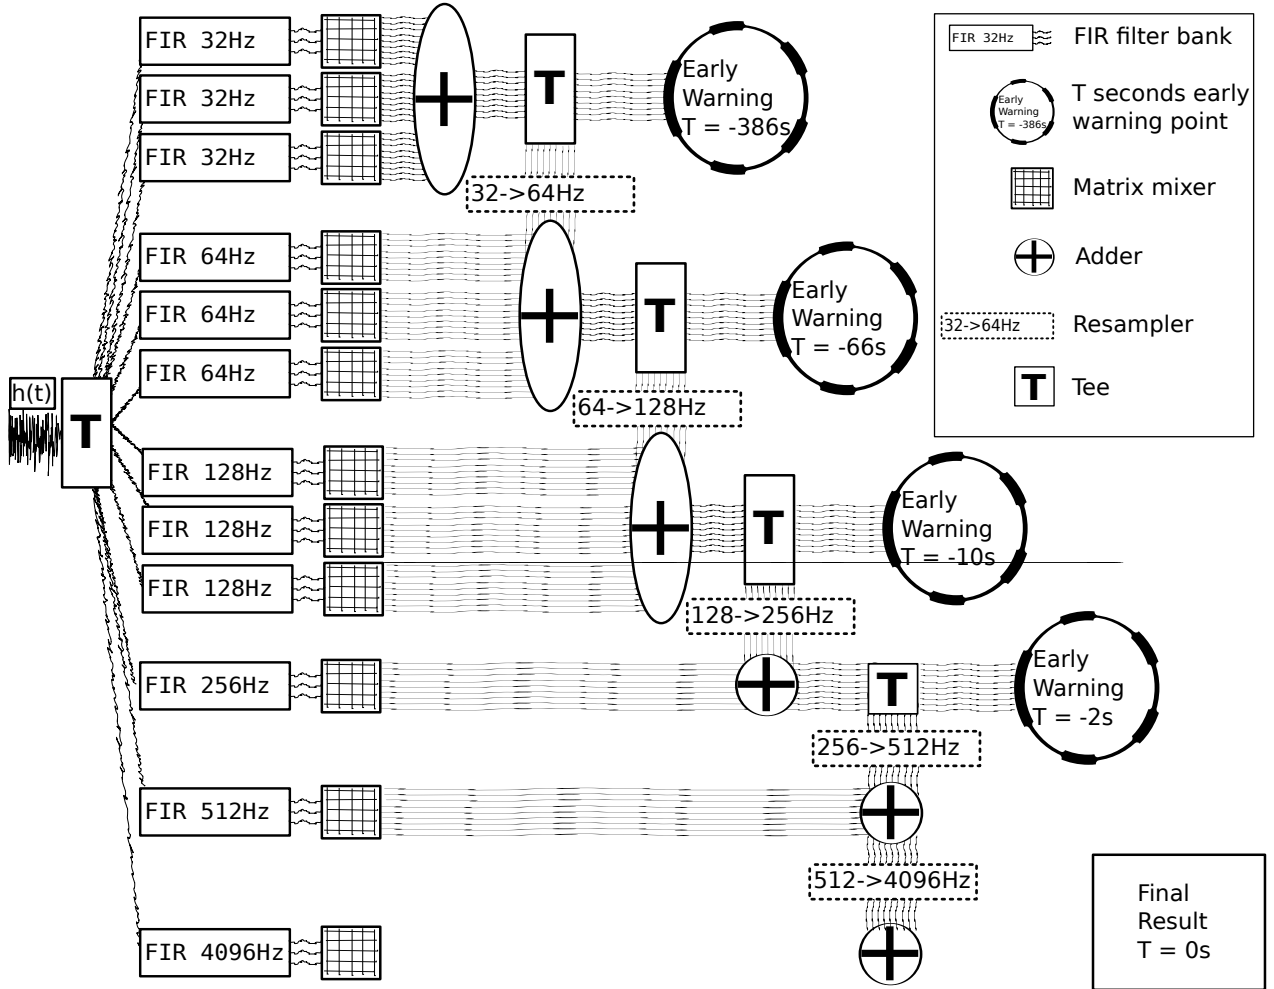 FIR 32Hz
FIR 32Hz
FIR 32Hz
T
Early
Warning
T = -386s
32->64Hz
FIR 64Hz
FIR 64Hz
FIR 64Hz
T
Early
Warning
T = -66s
64->128Hz
h(t)
T
FIR 128Hz
FIR 128Hz
FIR 128Hz
T
Early
Warning
T = -10s
128->256Hz
FIR 256Hz
T
Early
Warning
T = -2s
256->512Hz
FIR 512Hz
512->4096Hz
FIR 4096Hz
Final
Result
T = 0s
FIR 32Hz
FIR filter bank
Early
Warning
T = -386s
T seconds early
warning point
Matrix mixer
Adder
32->64Hz
Resampler
T
Tee